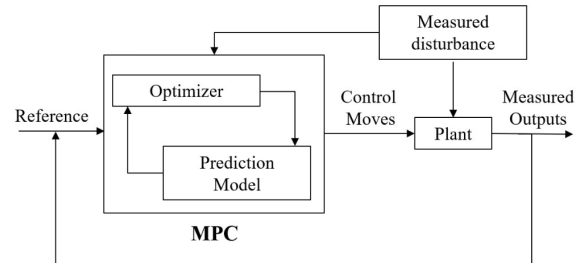 Measured
disturbance
Optimizer
Reference
Control
Moves
Measured
Outputs
Plant
Prediction
Model
MPC